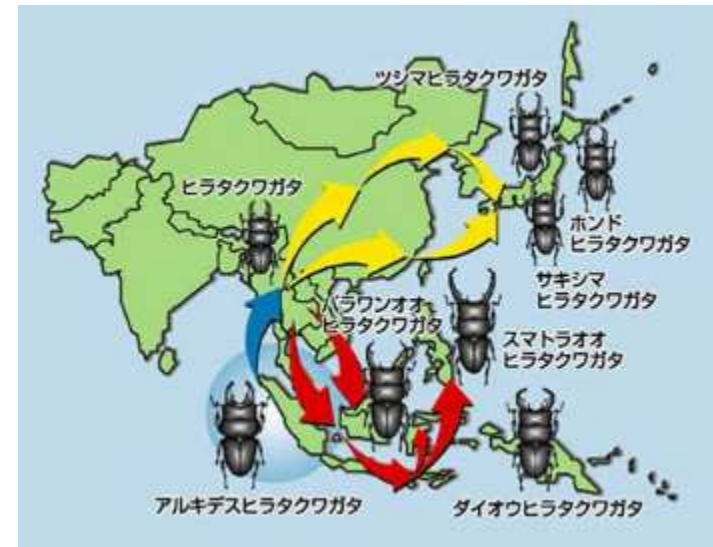 ツシマヒラタクワガタ
ヒラタクワガタ
ホンド
ヒラタクワガタ
サキシマ
ヒラタクワガタ
パラワンオオ
ヒラタクワガタ
スマトラオオ
ヒラタクワガタ
アルキデスヒラタクワガタ
ダイオウヒラタクワガタ